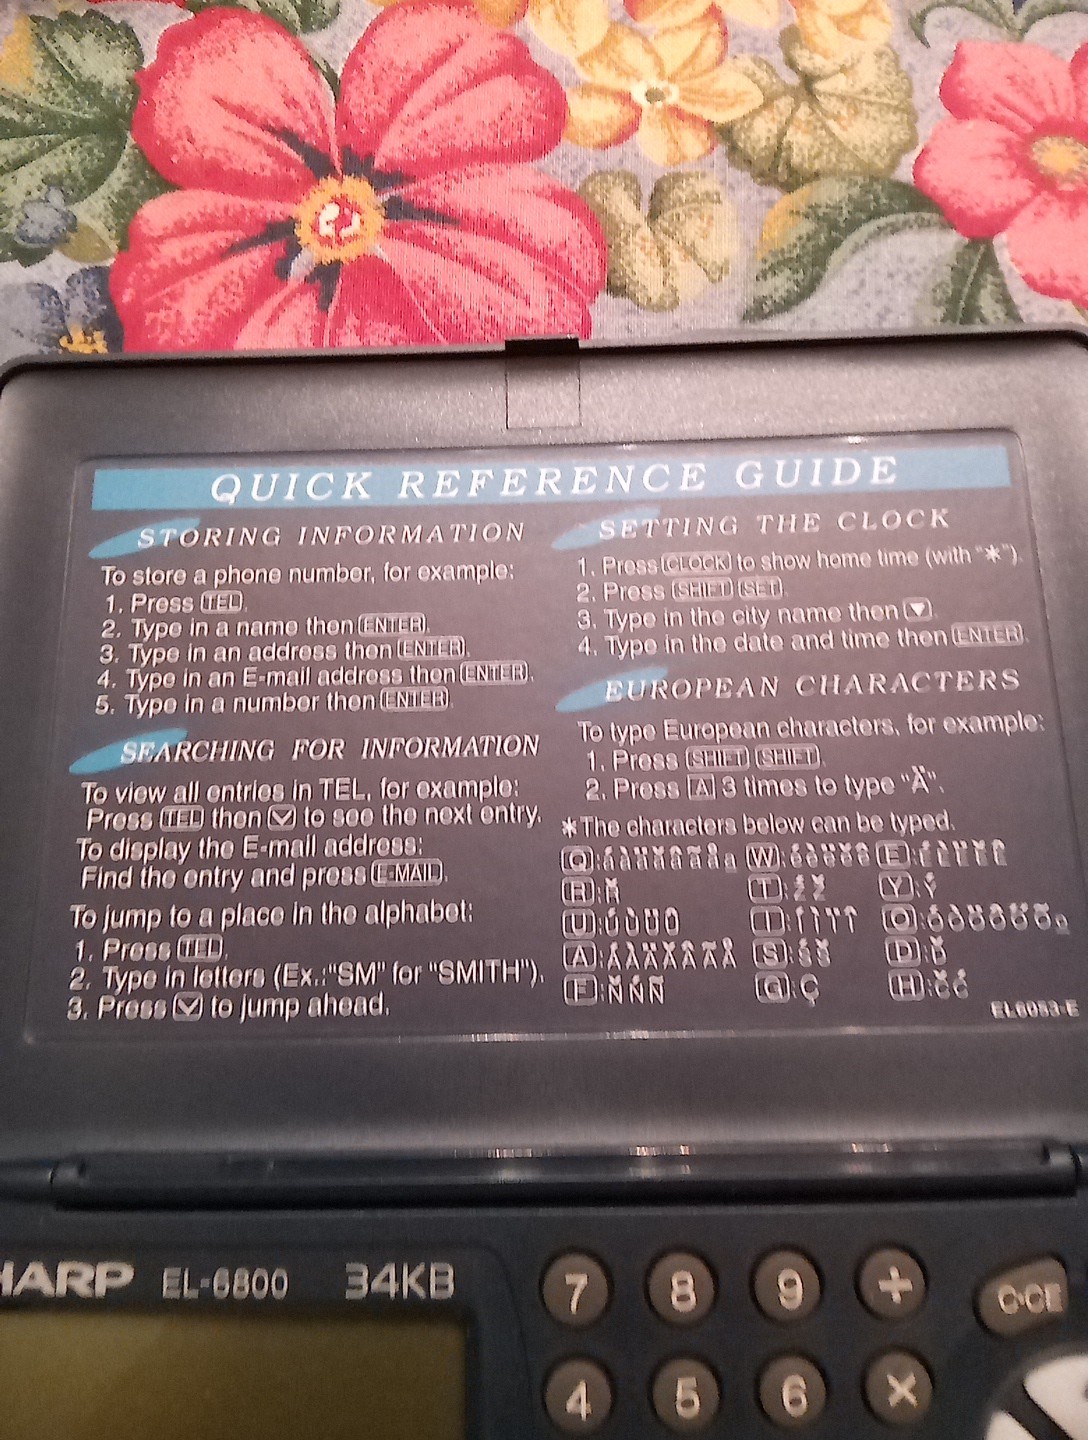 QUICK REFERENCE GUIDE
STORING INFORMATION
To store a phone number, for example:
1. Press TEL.
2. Type in a name then ENTER.
3. Type in an address then ENTER.
4. Type in an E-mail address then ENTER.
5. Type in a number then ENTER.
SEARCHING FOR INFORMATION
To view all entries in TEL, for example:
Press TEL then to see the next entry.
To display the E-mail address:
Find the entry and press E-MAIL.
To jump to a place in the alphabet:
1. Press TEL.
2. Type in letters (Ex.:"SM" for "SMITH").
3. Press to jump ahead.
SETTING THE CLOCK
1. Press CLOCK to show home time (with "*").
2. Press SHIFT SET.
3. Type in the city name then ▼.
4. Type in the date and time then ENTER.
EUROPEAN CHARACTERS
To type European characters, for example:
1. Press SHIFT SHIFT.
2. Press A 3 times to type "Ä".
*The characters below can be typed.
Q: W: E:
R: T: Y:
U: I: O:
A: S: D:
F: G: H:
EL6053-E
HARP EL-6800 34KB
7 8 9 + C·CE
4 5 6 ×